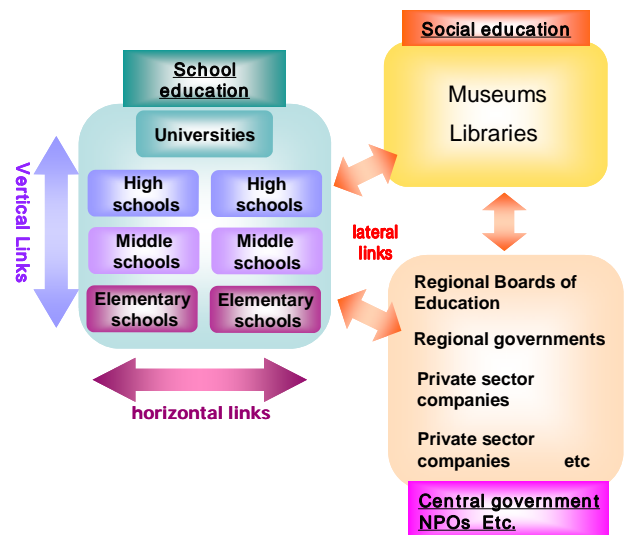 School
education
Universities
High
schools
High
schools
Middle
schools
Middle
schools
Elementary
schools
Elementary
schools
Vertical Links
horizontal links
lateral
links
Social education
Museums
Libraries
Regional Boards of
Education
Regional governments
Private sector
companies
Private sector
companies etc
Central government
NPOs Etc.